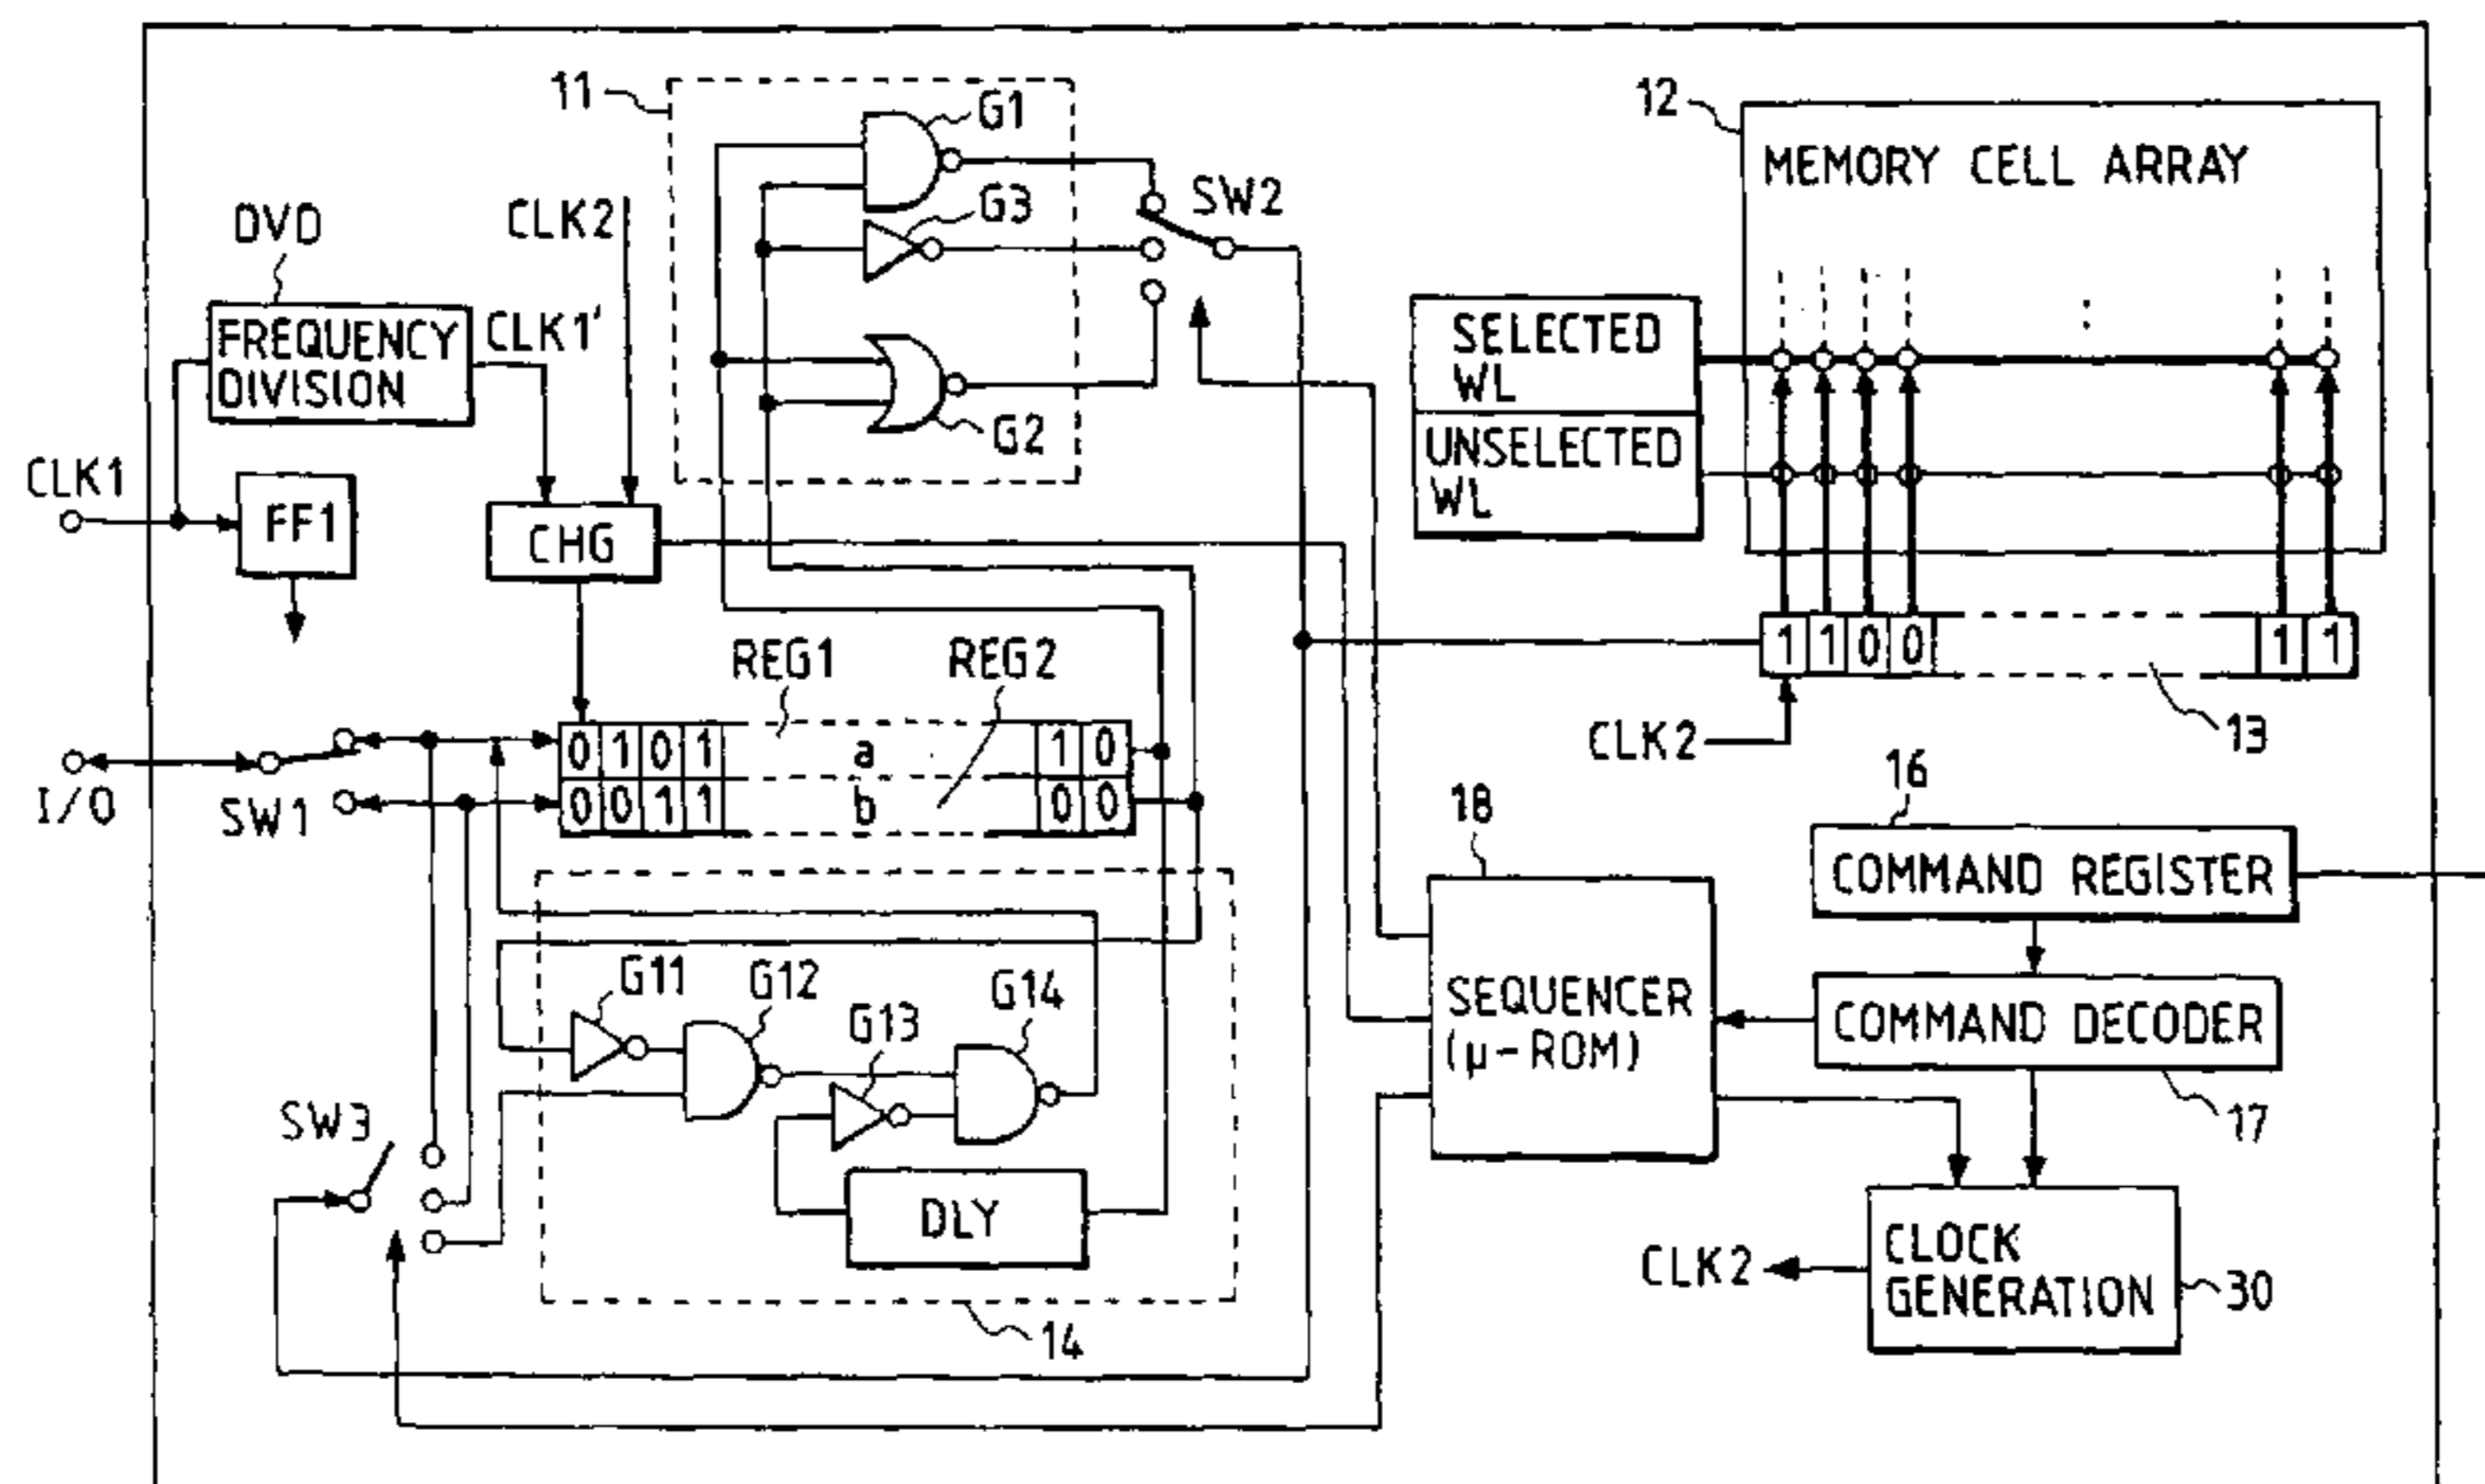 11
G1
12
MEMORY CELL ARRAY
G3
SW2
DVD
CLK2
FREQUENCY
DIVISION
CLK1'
SELECTED
WL
UNSELECTED
WL
G2
CLK1
FF1
CHG
REG1
REG2
1 1 0 0 1 1
CLK2
13
I/O
SW1
0 1 0 1 a 1 0
0 0 1 1 b 0 0
16
18
COMMAND REGISTER
G11
G12
G13
G14
SEQUENCER
(μ-ROM)
COMMAND DECODER
17
SW3
DLY
CLK2
CLOCK
GENERATION
30
14